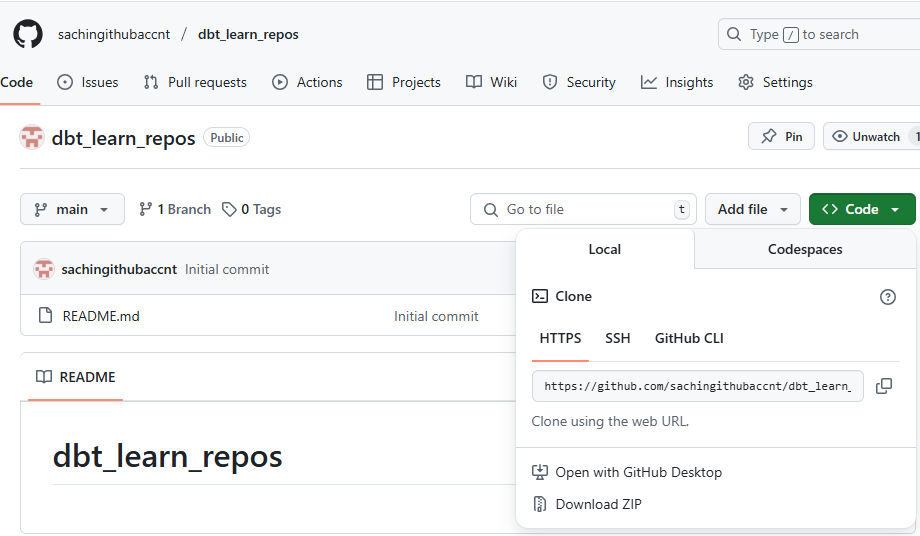 sachingithubaccnt / dbt_learn_repos
Type / to search
Code Issues Pull requests Actions Projects Wiki Security Insights Settings
dbt_learn_repos Public
Pin
Unwatch 1
main 1 Branch 0 Tags
Go to file t
Add file
Code
sachingithubaccnt Initial commit
README.md Initial commit
README
dbt_learn_repos
Local Codespaces
Clone
HTTPS SSH GitHub CLI
https://github.com/sachingithubaccnt/dbt_learn_
Clone using the web URL.
Open with GitHub Desktop
Download ZIP